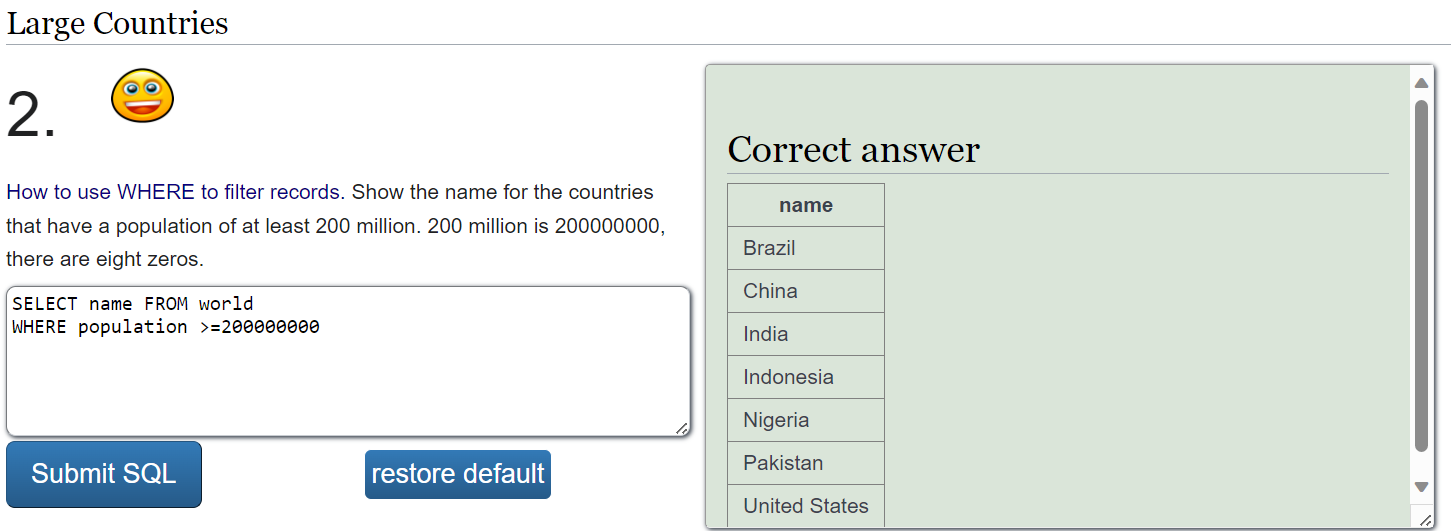 Large Countries
2.
How to use WHERE to filter records. Show the name for the countries
that have a population of at least 200 million. 200 million is 200000000,
there are eight zeros.
SELECT name FROM world
WHERE population >=200000000
Submit SQL
restore default
Correct answer
name
Brazil
China
India
Indonesia
Nigeria
Pakistan
United States